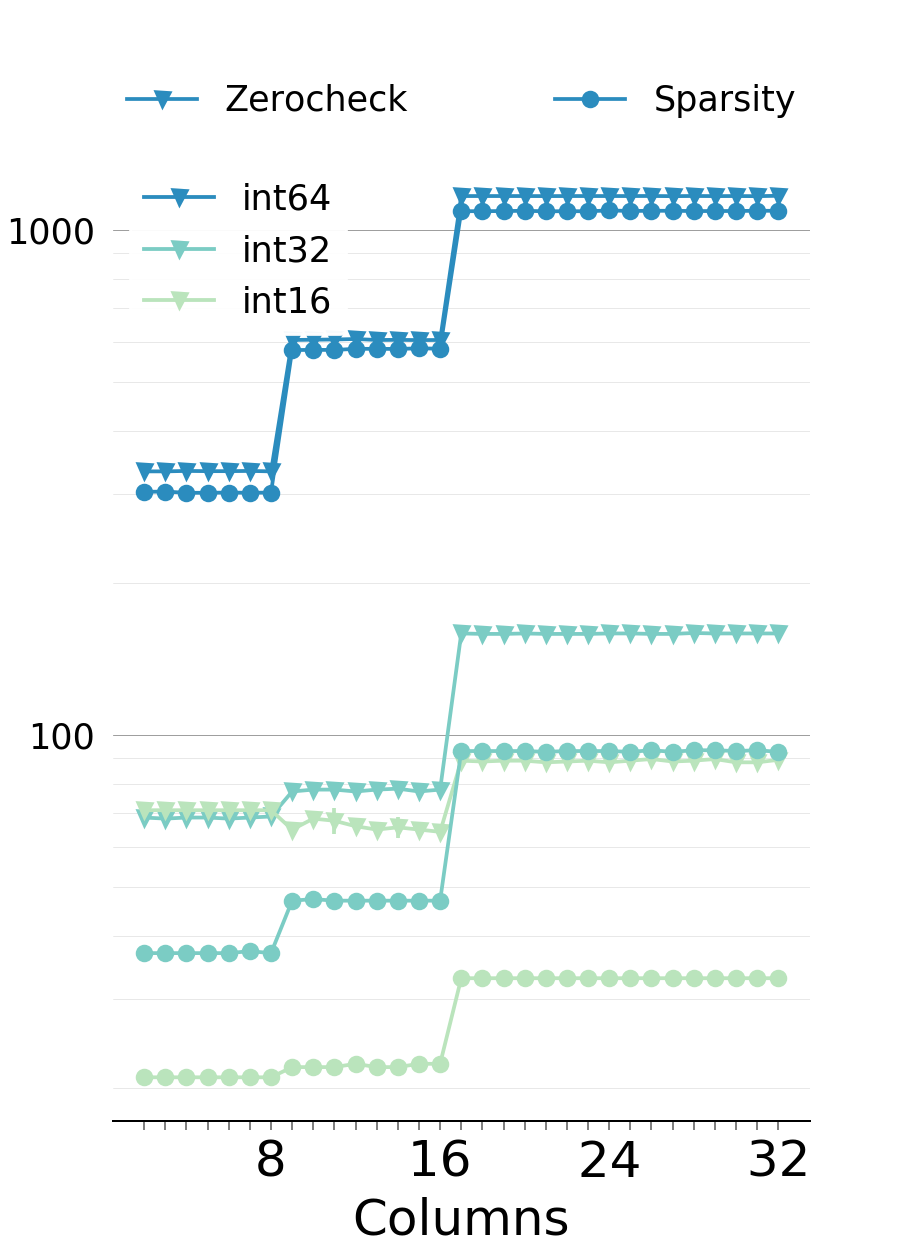 Zerocheck Sparsity
int64
1000
int32
int16
100
8 16 24 32
Columns